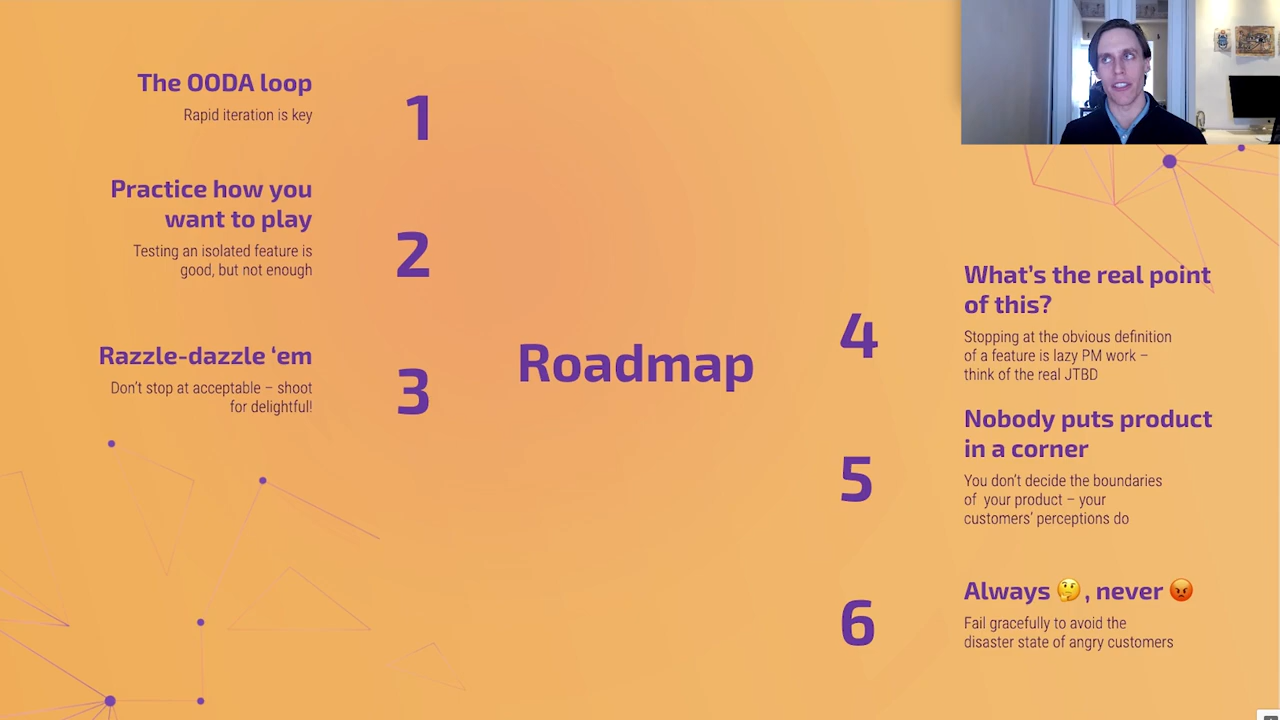 The OODA loop
Rapid iteration is key
1
Practice how you
want to play
Testing an isolated feature is
good, but not enough
2
Razzle-dazzle ‘em
Don’t stop at acceptable – shoot
for delightful!
3
Roadmap
4
What’s the real point
of this?
Stopping at the obvious definition
of a feature is lazy PM work –
think of the real JTBD
5
Nobody puts product
in a corner
You don’t decide the boundaries
of your product – your
customers’ perceptions do
6
Always 🤔, never 😡
Fail gracefully to avoid the
disaster state of angry customers